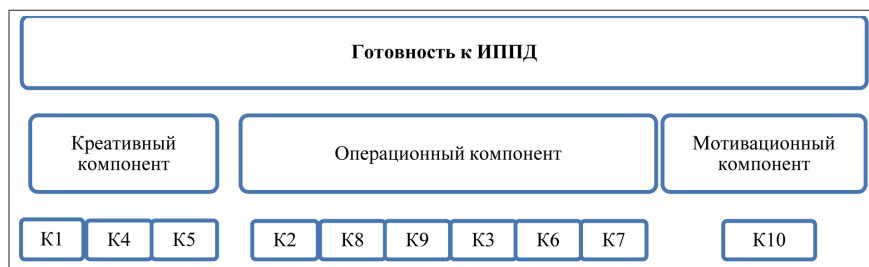 Готовность к ИППД
Креативный
компонент
Операционный компонент
Мотивационный
компонент
К1 К4 К5 К2 К8 К9 К3 К6 К7 К10